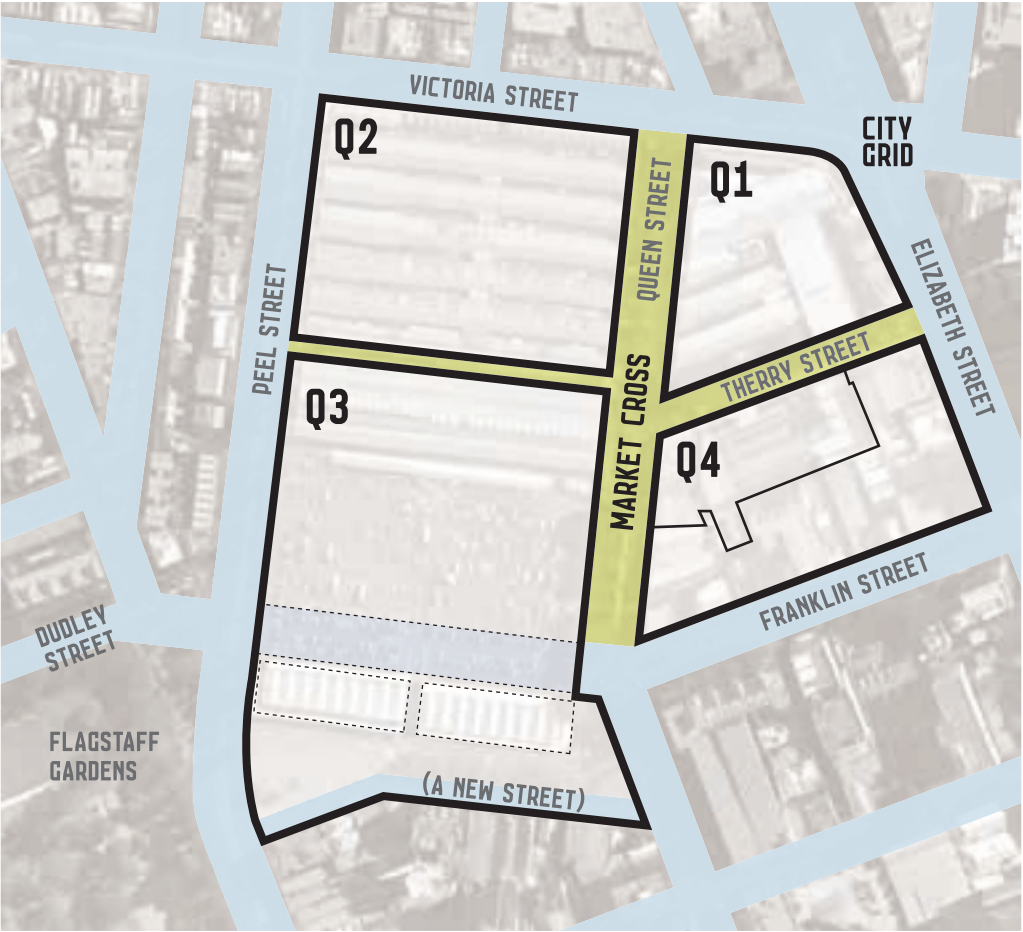 VICTORIA STREET
CITY
GRID
Q2
Q1
QUEEN STREET
PEEL STREET
ELIZABETH STREET
THERRY STREET
MARKET CROSS
Q3
Q4
FRANKLIN STREET
DUDLEY
STREET
FLAGSTAFF
GARDENS
(A NEW STREET)